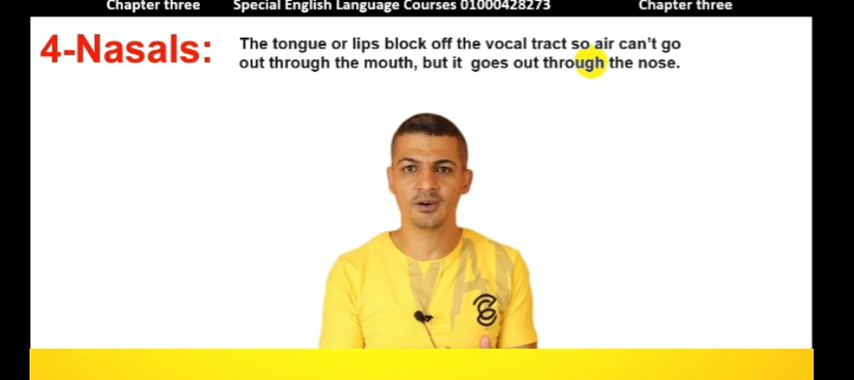 Chapter three Special English Language Courses 01000428273 Chapter three
4-Nasals: The tongue or lips block off the vocal tract so air can't go
out through the mouth, but it goes out through the nose.